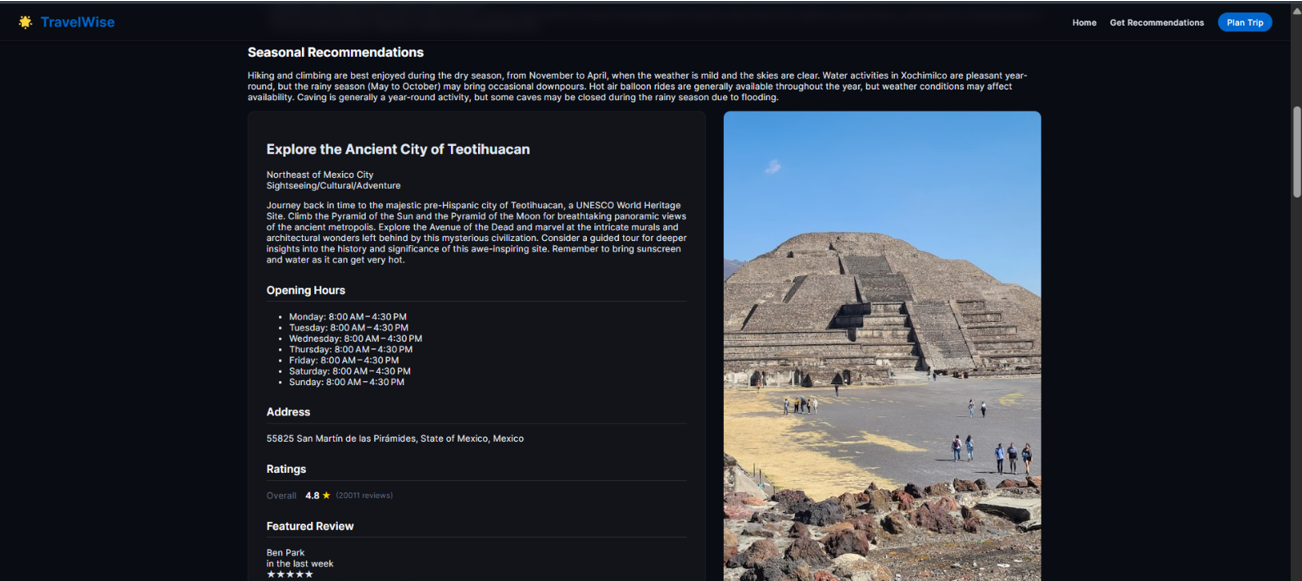 TravelWise
Home
Get Recommendations
Plan Trip
Seasonal Recommendations
Hiking and climbing are best enjoyed during the dry season, from November to April, when the weather is mild and the skies are clear. Water activities in Xochimilco are pleasant year-
round, but the rainy season (May to October) may bring occasional downpours. Hot air balloon rides are generally available throughout the year, but weather conditions may affect
availability. Caving is generally a year-round activity, but some caves may be closed during the rainy season due to flooding.
Explore the Ancient City of Teotihuacan
Northeast of Mexico City
Sightseeing/Cultural/Adventure
Journey back in time to the majestic pre-Hispanic city of Teotihuacan, a UNESCO World Heritage
Site. Climb the Pyramid of the Sun and the Pyramid of the Moon for breathtaking panoramic views
of the ancient metropolis. Explore the Avenue of the Dead and marvel at the intricate murals and
architectural wonders left behind by this mysterious civilization. Consider a guided tour for deeper
insights into the history and significance of this awe-inspiring site. Remember to bring sunscreen
and water as it can get very hot.
Opening Hours
• Monday: 8:00 AM – 4:30 PM
• Tuesday: 8:00 AM – 4:30 PM
• Wednesday: 8:00 AM – 4:30 PM
• Thursday: 8:00 AM – 4:30 PM
• Friday: 8:00 AM – 4:30 PM
• Saturday: 8:00 AM – 4:30 PM
• Sunday: 8:00 AM – 4:30 PM
Address
55825 San Martín de las Pirámides, State of Mexico, Mexico
Ratings
Overall 4.8 ★ (20011 reviews)
Featured Review
Ben Park
in the last week
★★★★★